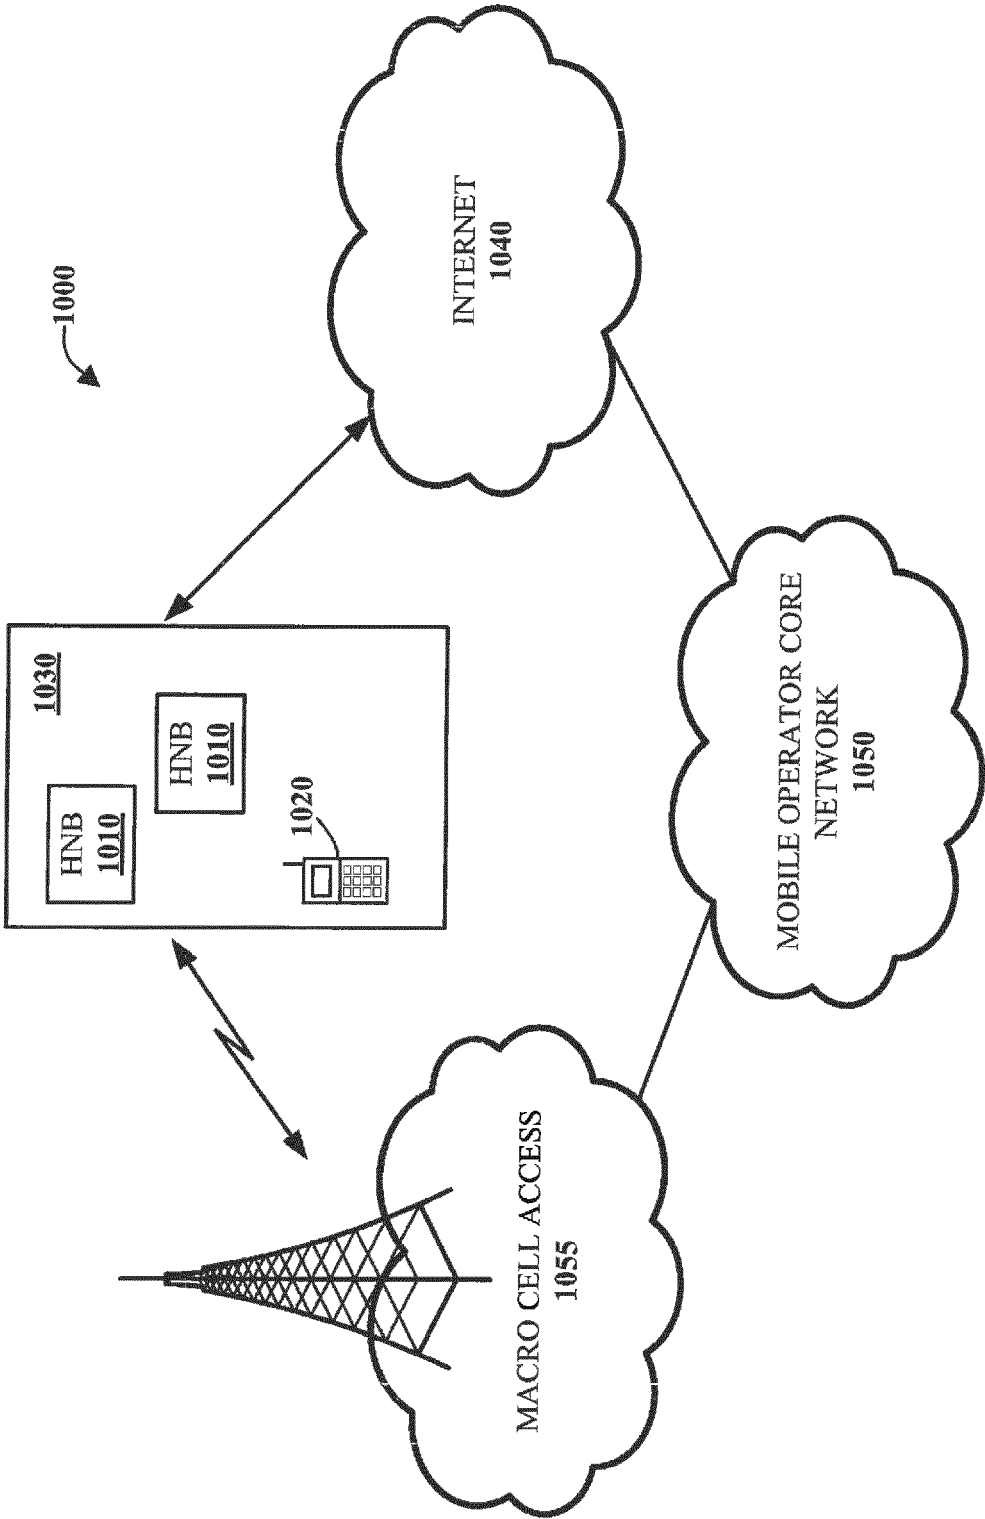 1000
1030
HNB
1010
HNB
1010
1020
INTERNET
1040
MACRO CELL ACCESS
1055
MOBILE OPERATOR CORE
NETWORK
1050